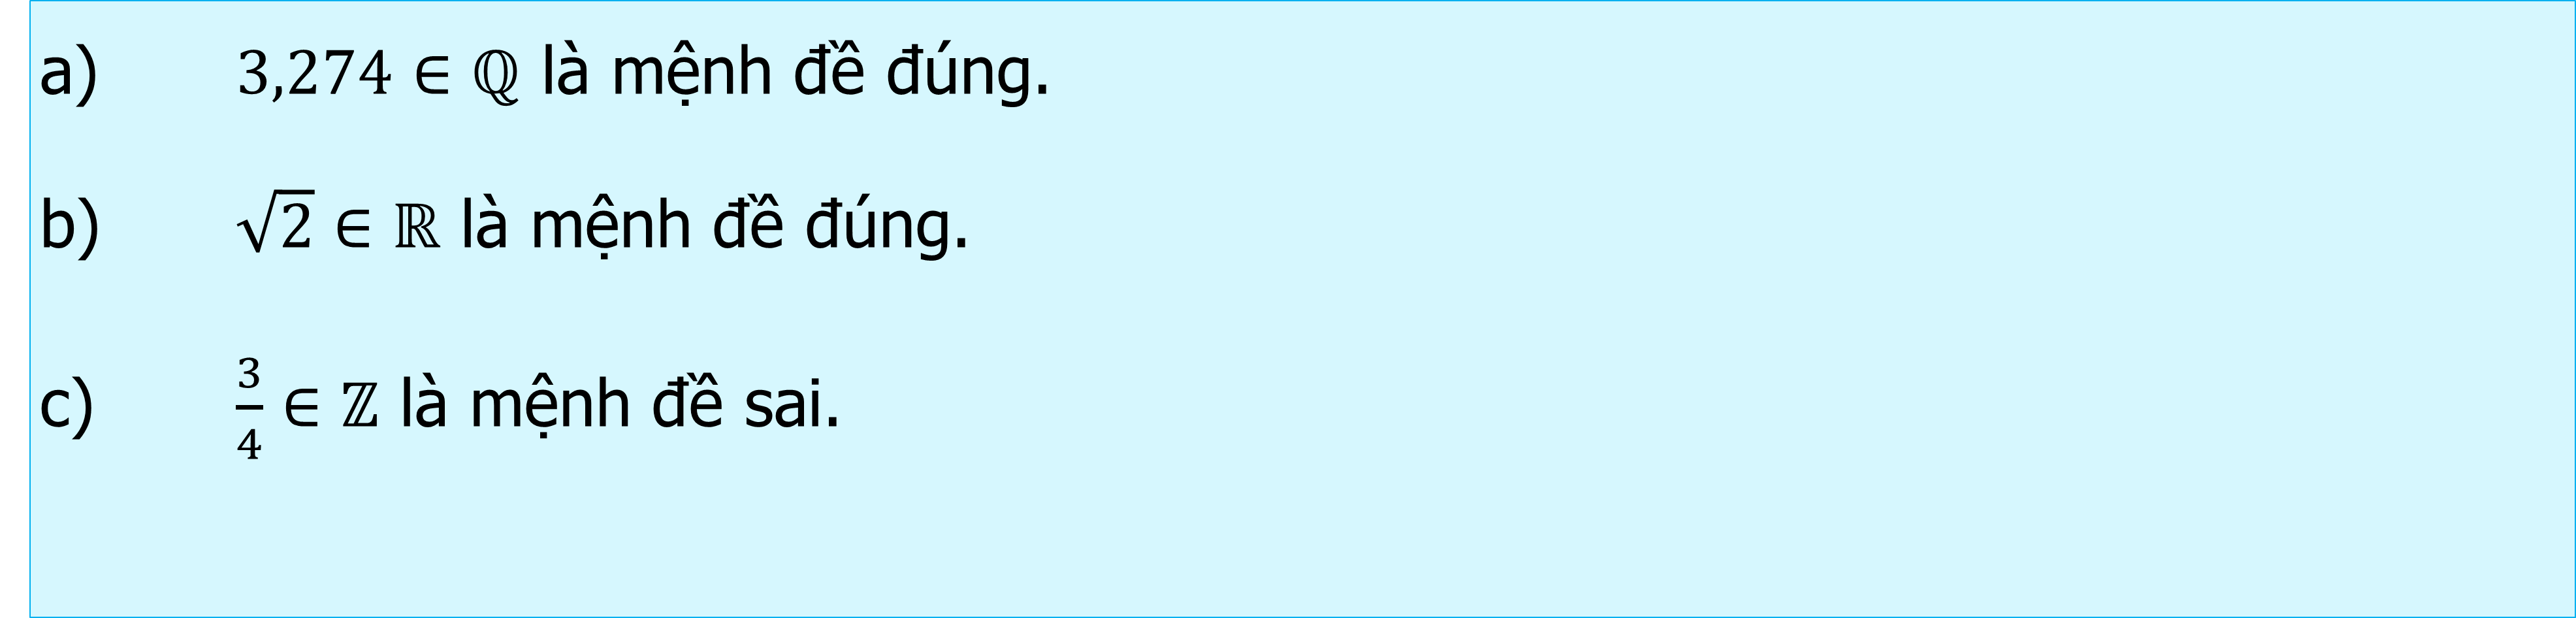 a) 3,274 ∈ ℚ là mệnh đề đúng.
b) √2 ∈ ℝ là mệnh đề đúng.
c) 3/4 ∈ ℤ là mệnh đề sai.